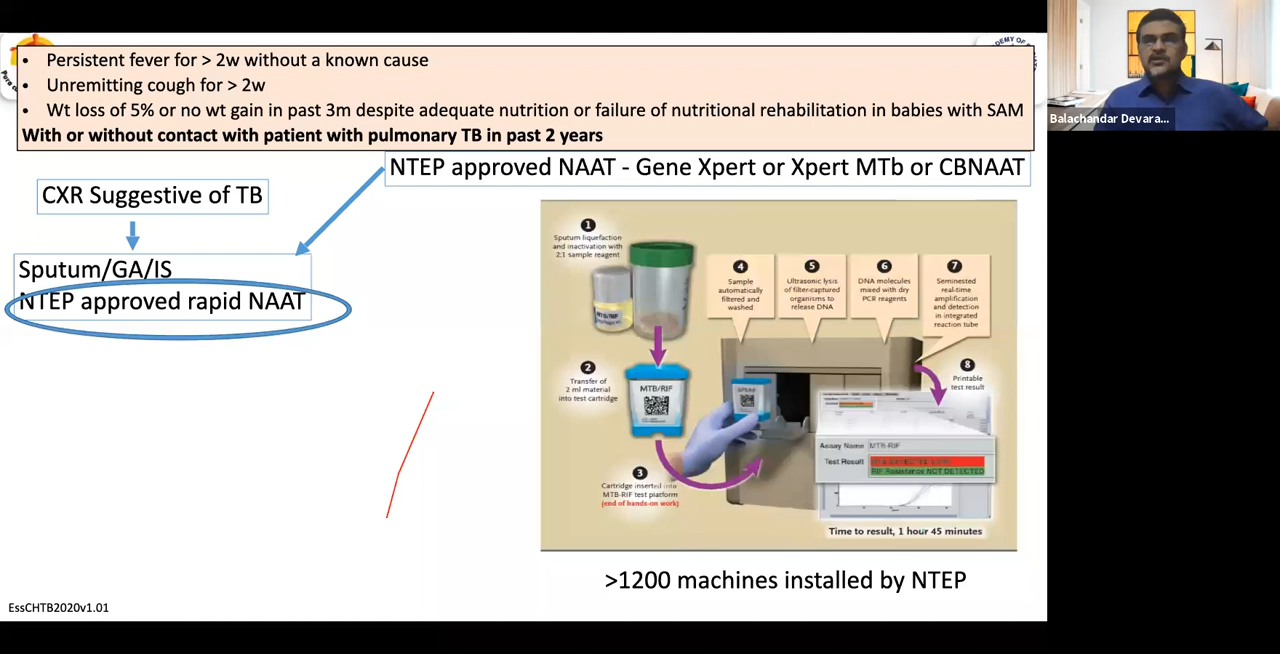 • Persistent fever for > 2w without a known cause
• Unremitting cough for > 2w
• Wt loss of 5% or no wt gain in past 3m despite adequate nutrition or failure of nutritional rehabilitation in babies with SAM
With or without contact with patient with pulmonary TB in past 2 years
Balachandar Devara...
NTEP approved NAAT - Gene Xpert or Xpert MTb or CBNAAT
CXR Suggestive of TB
Sputum/GA/IS
NTEP approved rapid NAAT
1
Sputum liquefaction
and inactivation with
2:1 sample reagent
MTB/RIF
2
Transfer of
2 ml material
into test cartridge
MTB/RIF
3
Cartridge inserted into
MTB-RIF test platform
(end of hands-on work)
4
Sample
automatically
filtered and
washed
5
Ultrasonic lysis
of filter-captured
organisms to
release DNA
6
DNA molecules
mixed with dry
PCR reagents
7
Seminested
real-time
amplification
and detection
in integrated
reaction tube
8
Printable
test result
Assay Name MTB-RIF
Test Result
RIF Resistance NOT DETECTED
Time to result, 1 hour 45 minutes
>1200 machines installed by NTEP
EssCHTB2020v1.01